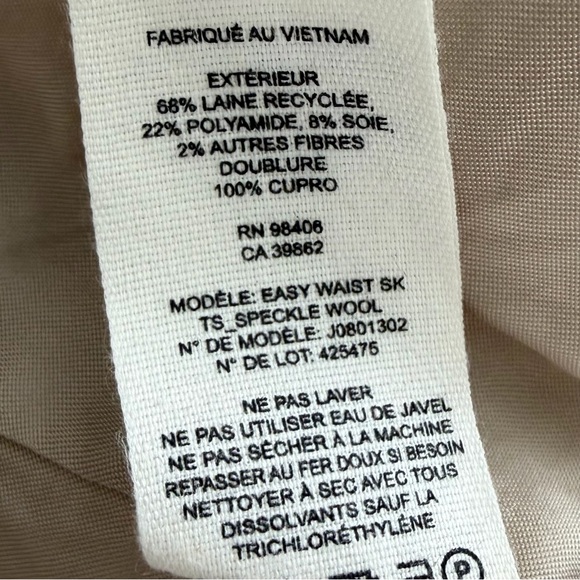 FABRIQUÉ AU VIETNAM
EXTÉRIEUR
68% LAINE RECYCLÉE,
22% POLYAMIDE, 8% SOIE,
2% AUTRES FIBRES
DOUBLURE
100% CUPRO
RN 98406
CA 39862
MODÈLE: EASY WAIST SK
TS_SPECKLE WOOL
N° DE MODÈLE: J0801302
N° DE LOT: 425475
NE PAS LAVER
NE PAS UTILISER EAU DE JAVEL
NE PAS SÉCHER À LA MACHINE
REPASSER AU FER DOUX SI BESOIN
NETTOYER À SEC AVEC TOUS
DISSOLVANTS SAUF LA
TRICHLORÉTHYLÈNE
P